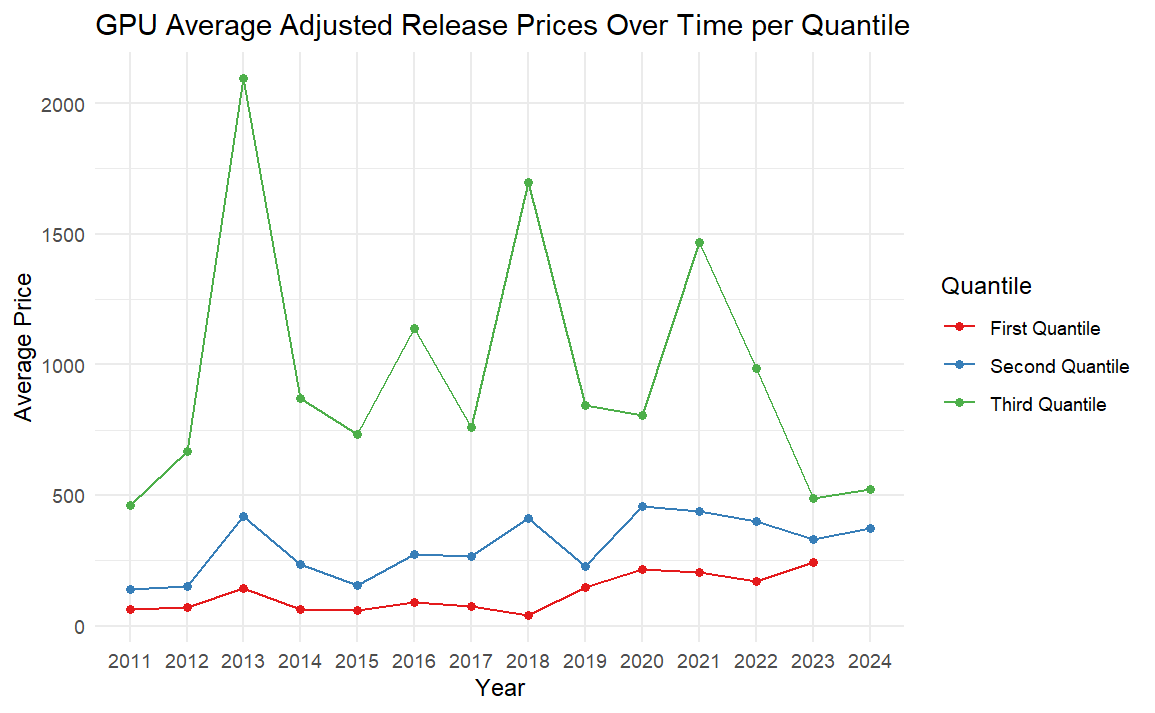 GPU Average Adjusted Release Prices Over Time per Quantile
Average Price
2000
1500
1000
500
0
2011 2012 2013 2014 2015 2016 2017 2018 2019 2020 2021 2022 2023 2024
Year
Quantile
First Quantile
Second Quantile
Third Quantile